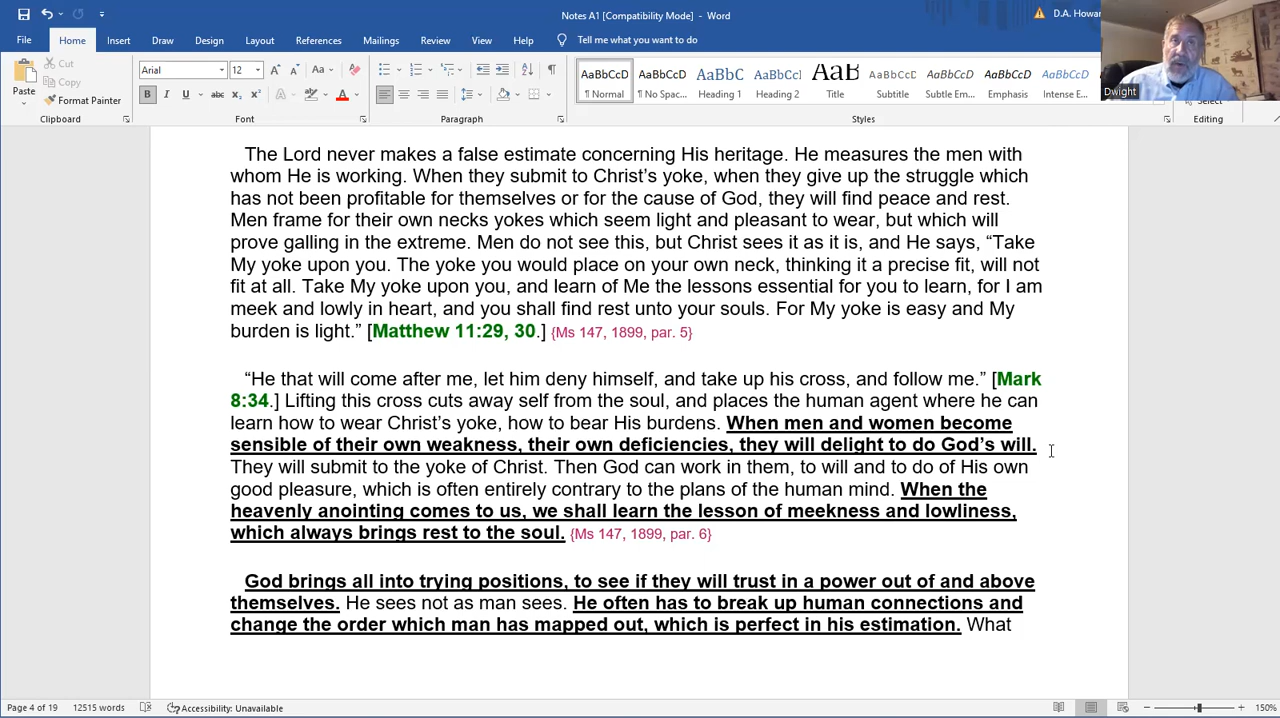 Notes A1 [Compatibility Mode] - Word
D.A. Howar
File Home Insert Draw Design Layout References Mailings Review View Help Tell me what you want to do
Dwight
Paste
Cut
Copy
Format Painter
Clipboard
Arial 12
Font
Paragraph
AaBbCcD AaBbCcD AaBbC AaBbCcD AaB AaBbCcD AaBbCcD AaBbCcD AaBbCcD
¶ Normal ¶ No Spac... Heading 1 Heading 2 Title Subtitle Subtle Em... Emphasis Intense E...
Styles
Select
Editing
The Lord never makes a false estimate concerning His heritage. He measures the men with
whom He is working. When they submit to Christ’s yoke, when they give up the struggle which
has not been profitable for themselves or for the cause of God, they will find peace and rest.
Men frame for their own necks yokes which seem light and pleasant to wear, but which will
prove galling in the extreme. Men do not see this, but Christ sees it as it is, and He says, “Take
My yoke upon you. The yoke you would place on your own neck, thinking it a precise fit, will not
fit at all. Take My yoke upon you, and learn of Me the lessons essential for you to learn, for I am
meek and lowly in heart, and you shall find rest unto your souls. For My yoke is easy and My
burden is light.” [Matthew 11:29, 30.] {Ms 147, 1899, par. 5}
“He that will come after me, let him deny himself, and take up his cross, and follow me.” [Mark
8:34.] Lifting this cross cuts away self from the soul, and places the human agent where he can
learn how to wear Christ’s yoke, how to bear His burdens. When men and women become
sensible of their own weakness, their own deficiencies, they will delight to do God’s will.
They will submit to the yoke of Christ. Then God can work in them, to will and to do of His own
good pleasure, which is often entirely contrary to the plans of the human mind. When the
heavenly anointing comes to us, we shall learn the lesson of meekness and lowliness,
which always brings rest to the soul. {Ms 147, 1899, par. 6}
God brings all into trying positions, to see if they will trust in a power out of and above
themselves. He sees not as man sees. He often has to break up human connections and
change the order which man has mapped out, which is perfect in his estimation. What
Page 4 of 19 12515 words Accessibility: Unavailable 150%